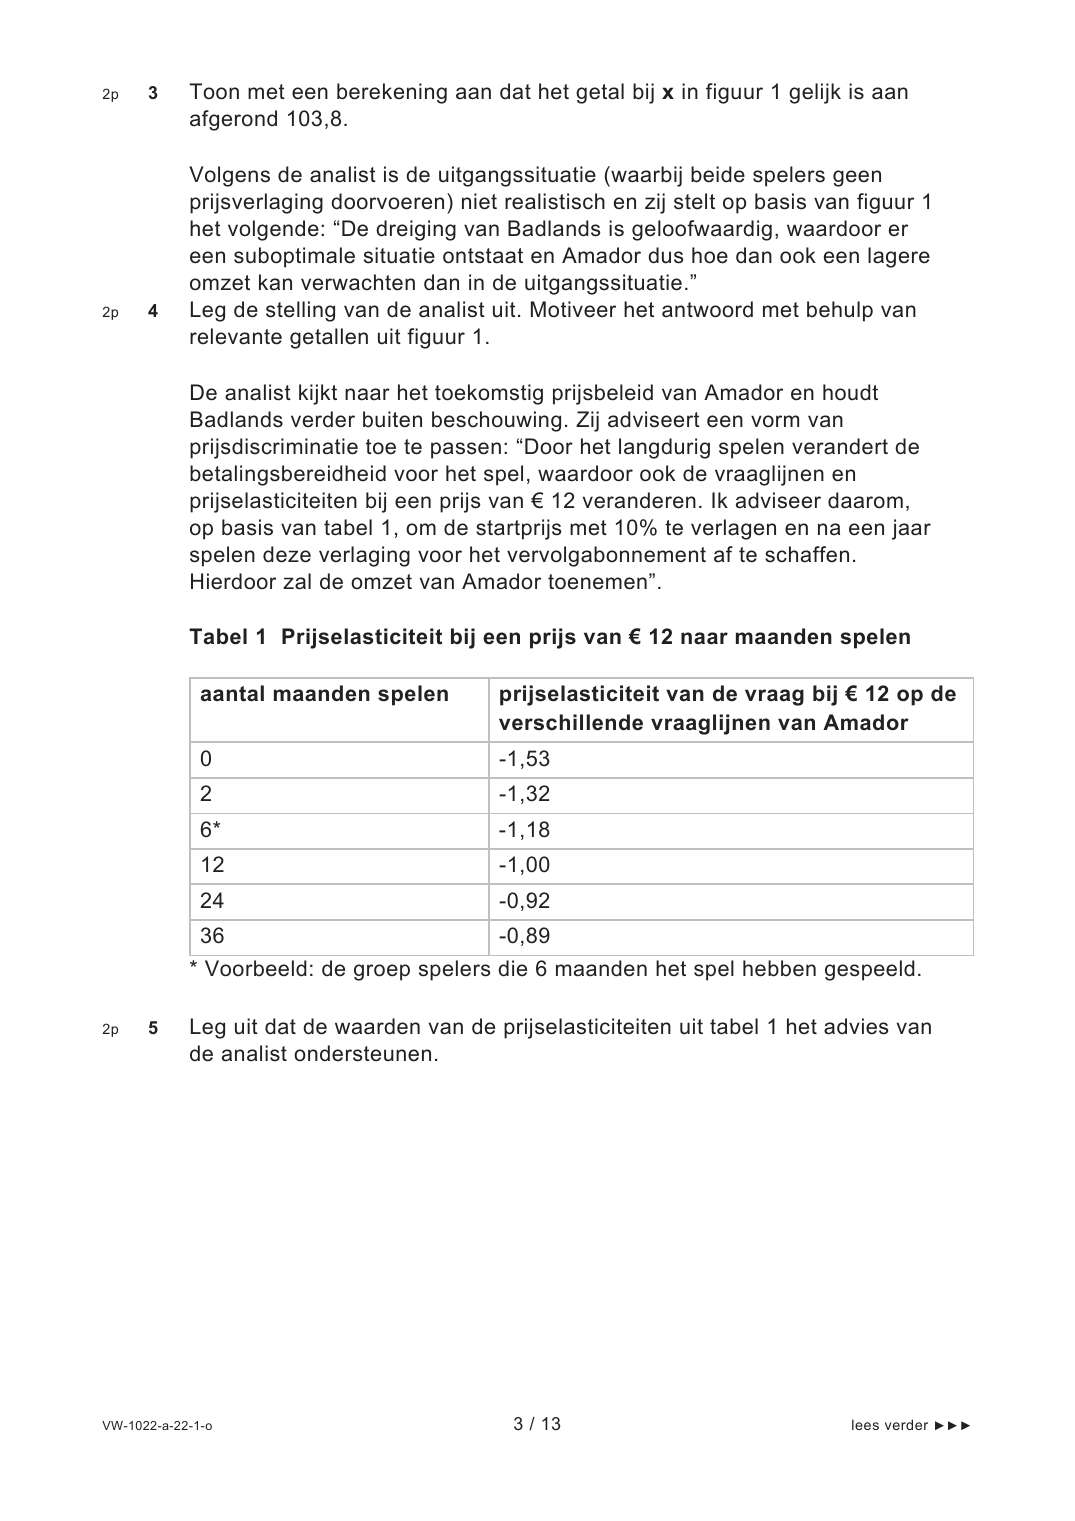 2p 3 Toon met een berekening aan dat het getal bij x in figuur 1 gelijk is aan
afgerond 103,8.
Volgens de analist is de uitgangssituatie (waarbij beide spelers geen
prijsverlaging doorvoeren) niet realistisch en zij stelt op basis van figuur 1
het volgende: “De dreiging van Badlands is geloofwaardig, waardoor er
een suboptimale situatie ontstaat en Amador dus hoe dan ook een lagere
omzet kan verwachten dan in de uitgangssituatie.”
2p 4 Leg de stelling van de analist uit. Motiveer het antwoord met behulp van
relevante getallen uit figuur 1.
De analist kijkt naar het toekomstig prijsbeleid van Amador en houdt
Badlands verder buiten beschouwing. Zij adviseert een vorm van
prijsdiscriminatie toe te passen: “Door het langdurig spelen verandert de
betalingsbereidheid voor het spel, waardoor ook de vraaglijnen en
prijselasticiteiten bij een prijs van € 12 veranderen. Ik adviseer daarom,
op basis van tabel 1, om de startprijs met 10% te verlagen en na een jaar
spelen deze verlaging voor het vervolgabonnement af te schaffen.
Hierdoor zal de omzet van Amador toenemen”.
Tabel 1 Prijselasticiteit bij een prijs van € 12 naar maanden spelen
aantal maanden spelen prijselasticiteit van de vraag bij € 12 op de
verschillende vraaglijnen van Amador
0 -1,53
2 -1,32
6* -1,18
12 -1,00
24 -0,92
36 -0,89
* Voorbeeld: de groep spelers die 6 maanden het spel hebben gespeeld.
2p 5 Leg uit dat de waarden van de prijselasticiteiten uit tabel 1 het advies van
de analist ondersteunen.
VW-1022-a-22-1-o 3 / 13 lees verder ►►►